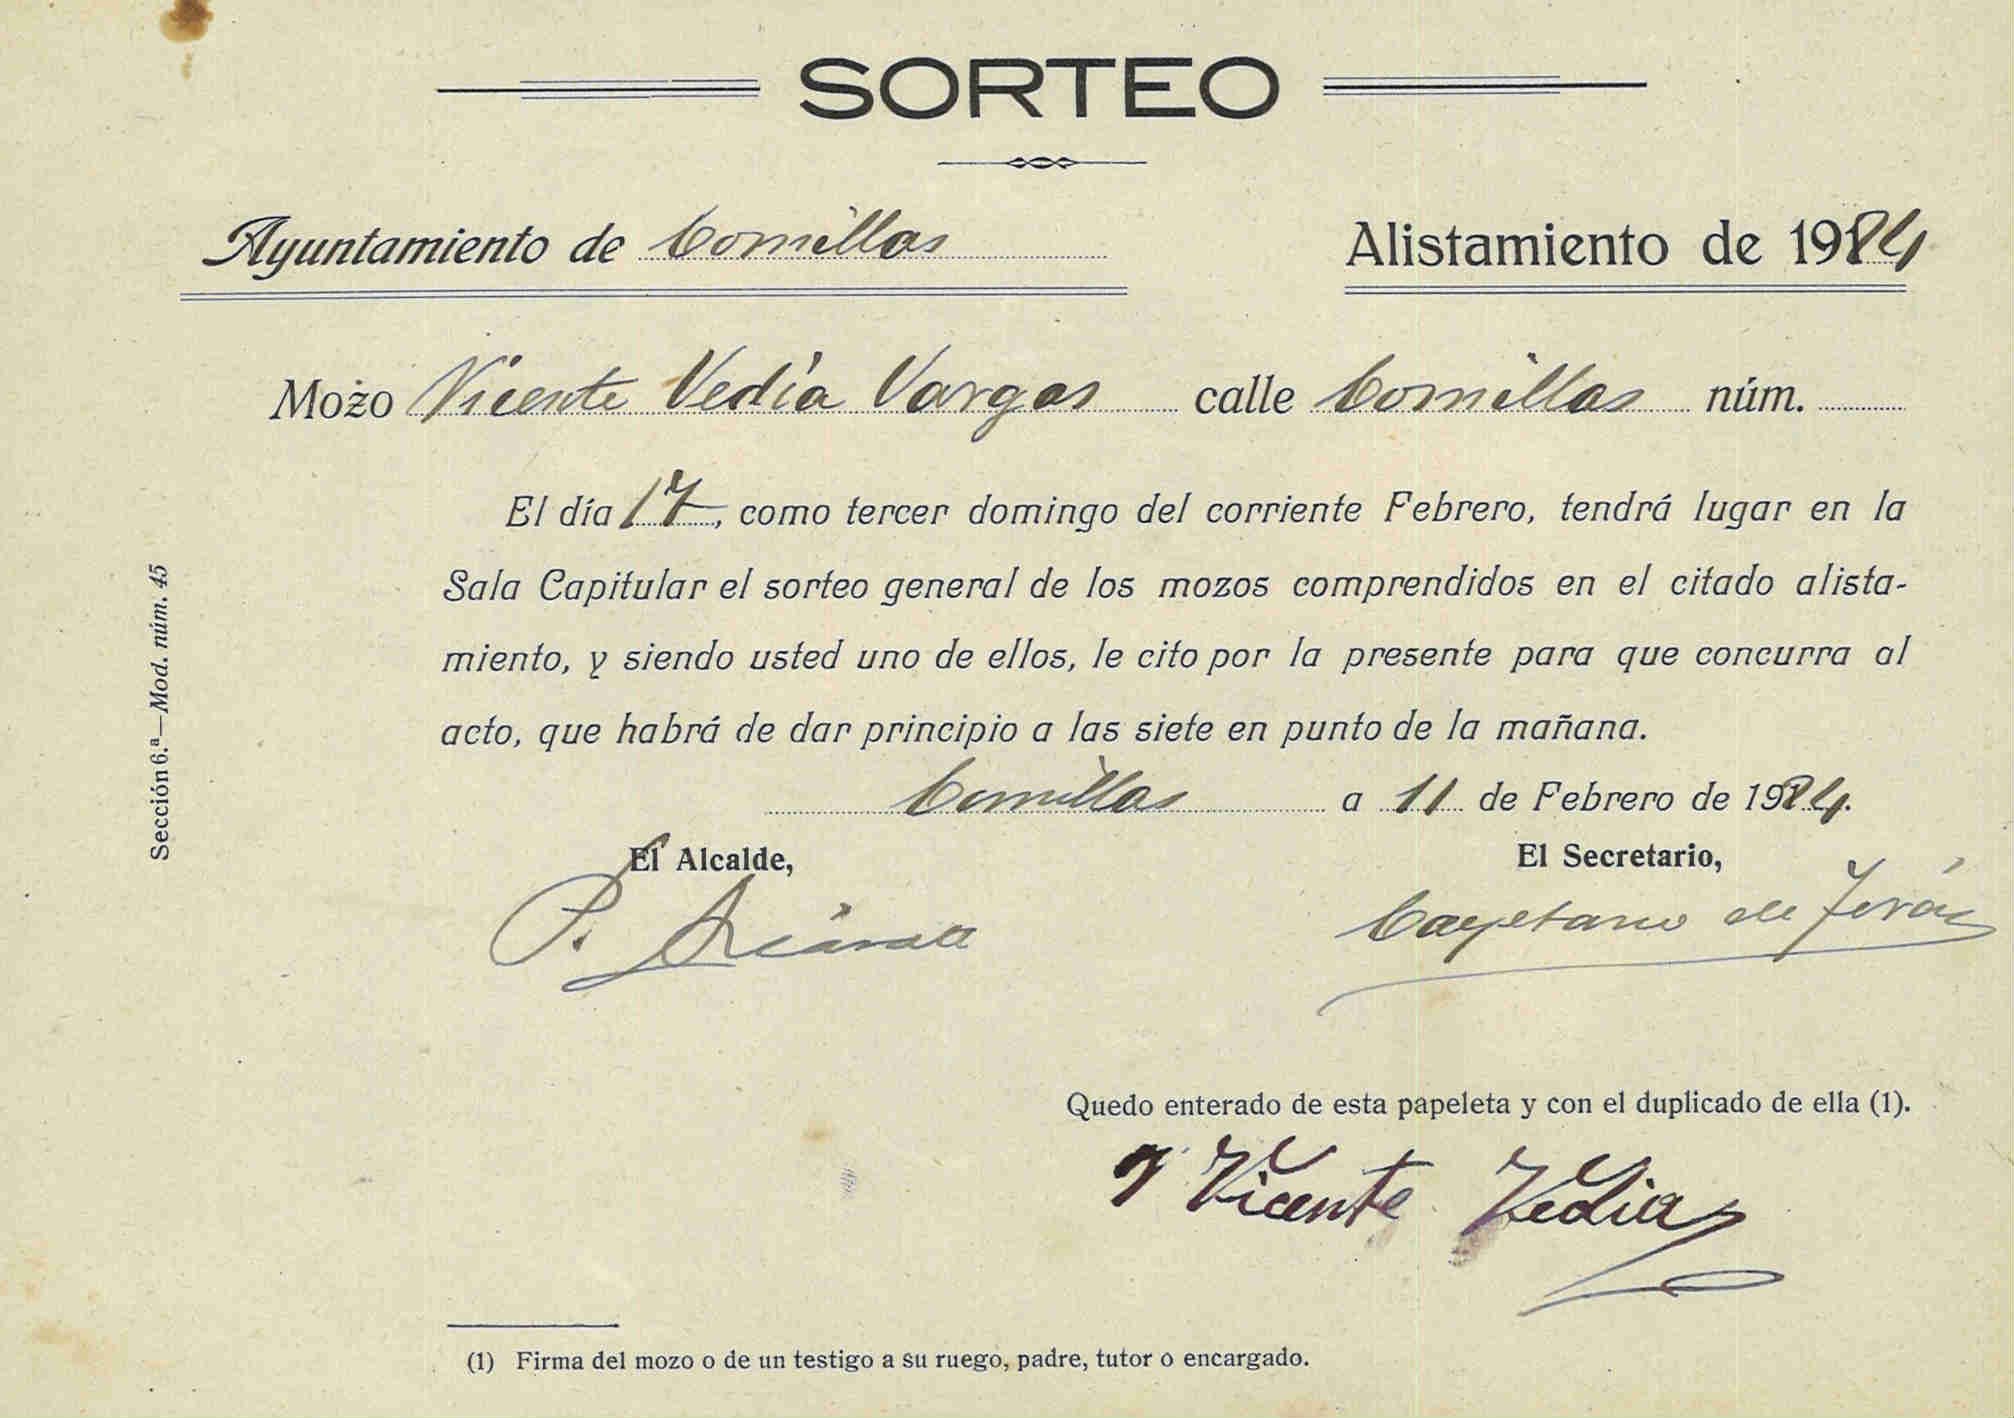 SORTEO
Ayuntamiento de Comillas
Alistamiento de 1924
Mozo Vicente Vedia Vargas calle Comillas núm.
El día 17, como tercer domingo del corriente Febrero, tendrá lugar en la
Sala Capitular el sorteo general de los mozos comprendidos en el citado alista-
miento, y siendo usted uno de ellos, le cito por la presente para que concurra al
acto, que habrá de dar principio a las siete en punto de la mañana.
Comillas a 11 de Febrero de 1924.
El Alcalde,
P.
El Secretario,
Cayetano de Terán
Quedo enterado de esta papeleta y con el duplicado de ella (1).
Vicente Vedia
(1) Firma del mozo o de un testigo a su ruego, padre, tutor o encargado.
Sección 6.ª—Mod. núm. 45